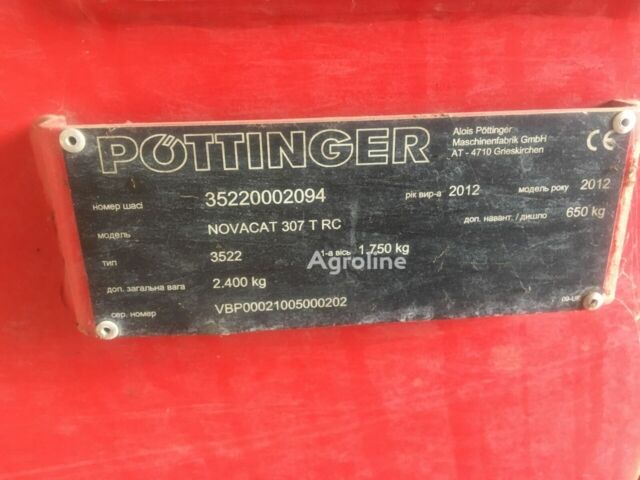 PÖTTINGER
Alois Pöttinger
Maschinenfabrik GmbH
AT - 4710 Grieskirchen
CE
номер шасі 35220002094 рік вир-а 2012 модель року 2012
модель NOVACAT 307 T RC доп. навант. / дишло 650 kg
тип 3522 1-а вісь 1.750 kg
доп. загальна вага 2.400 kg
сер. номер VBP00021005000202
Agroline